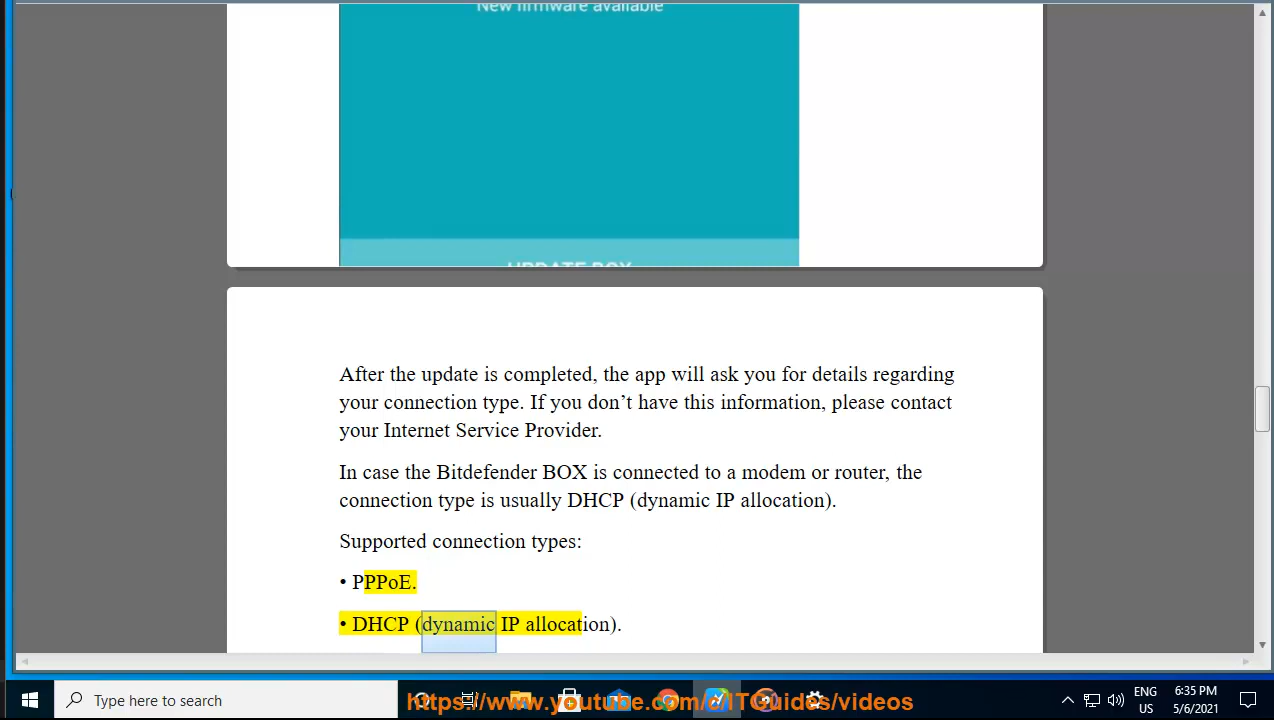 New firmware available
UPDATE BOX
After the update is completed, the app will ask you for details regarding
your connection type. If you don’t have this information, please contact
your Internet Service Provider.
In case the Bitdefender BOX is connected to a modem or router, the
connection type is usually DHCP (dynamic IP allocation).
Supported connection types:
• PPPoE.
• DHCP (dynamic IP allocation).
Type here to search
https://www.youtube.com/c/ITGuides/videos
ENG
US
6:35 PM
5/6/2021